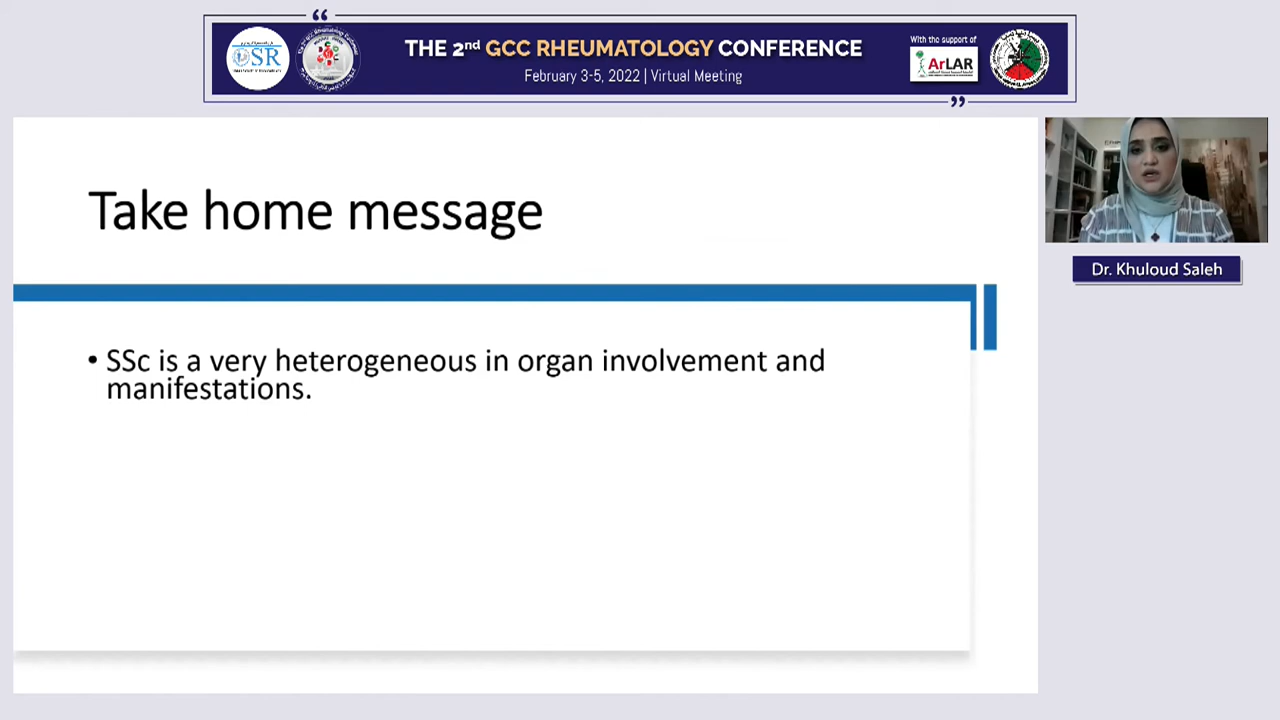 “
THE 2nd GCC RHEUMATOLOGY CONFERENCE
February 3-5, 2022 | Virtual Meeting
With the support of
ArLAR
OSR
”
Take home message
Dr. Khuloud Saleh
• SSc is a very heterogeneous in organ involvement and
manifestations.